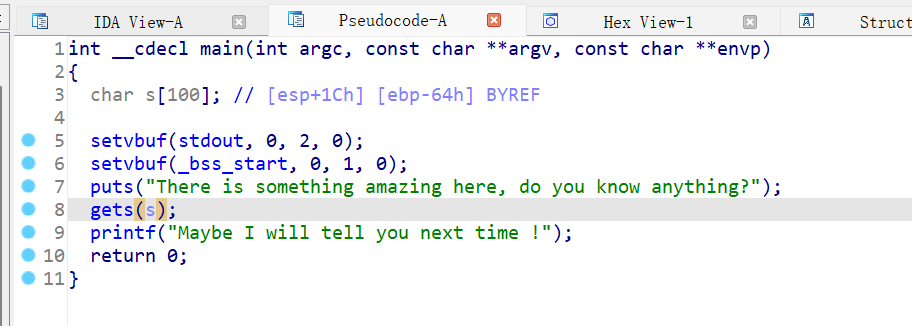 IDA View-A Pseudocode-A Hex View-1 A Struct
1 int __cdecl main(int argc, const char **argv, const char **envp)
2 {
3 char s[100]; // [esp+1Ch] [ebp-64h] BYREF
4
5 setvbuf(stdout, 0, 2, 0);
6 setvbuf(_bss_start, 0, 1, 0);
7 puts("There is something amazing here, do you know anything?");
8 gets(s);
9 printf("Maybe I will tell you next time !");
10 return 0;
11 }